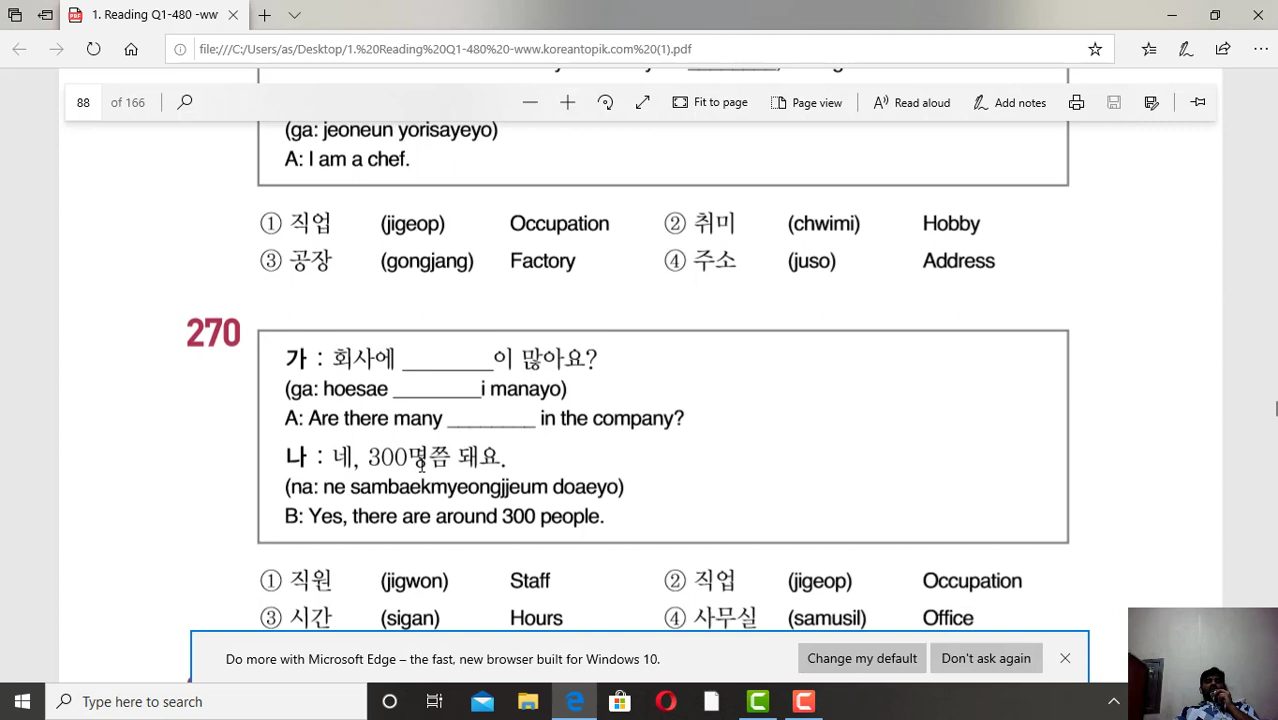 1. Reading Q1-480 -ww
file:///C:/Users/as/Desktop/1.%20Reading%20Q1-480%20-www.koreantopik.com%20(1).pdf
88 of 166 Fit to page Page view Read aloud Add notes
(ga: jeoneun yorisayeyo)
A: I am a chef.
① 직업 (jigeop) Occupation ② 취미 (chwimi) Hobby
③ 공장 (gongjang) Factory ④ 주소 (juso) Address
270
가 : 회사에 ________이 많아요?
(ga: hoesae ________i manayo)
A: Are there many ________ in the company?
나 : 네, 300명쯤 돼요.
(na: ne sambaekmyeongjjeum doaeyo)
B: Yes, there are around 300 people.
① 직원 (jigwon) Staff ② 직업 (jigeop) Occupation
③ 시간 (sigan) Hours ④ 사무실 (samusil) Office
Do more with Microsoft Edge – the fast, new browser built for Windows 10. Change my default Don't ask again
Type here to search